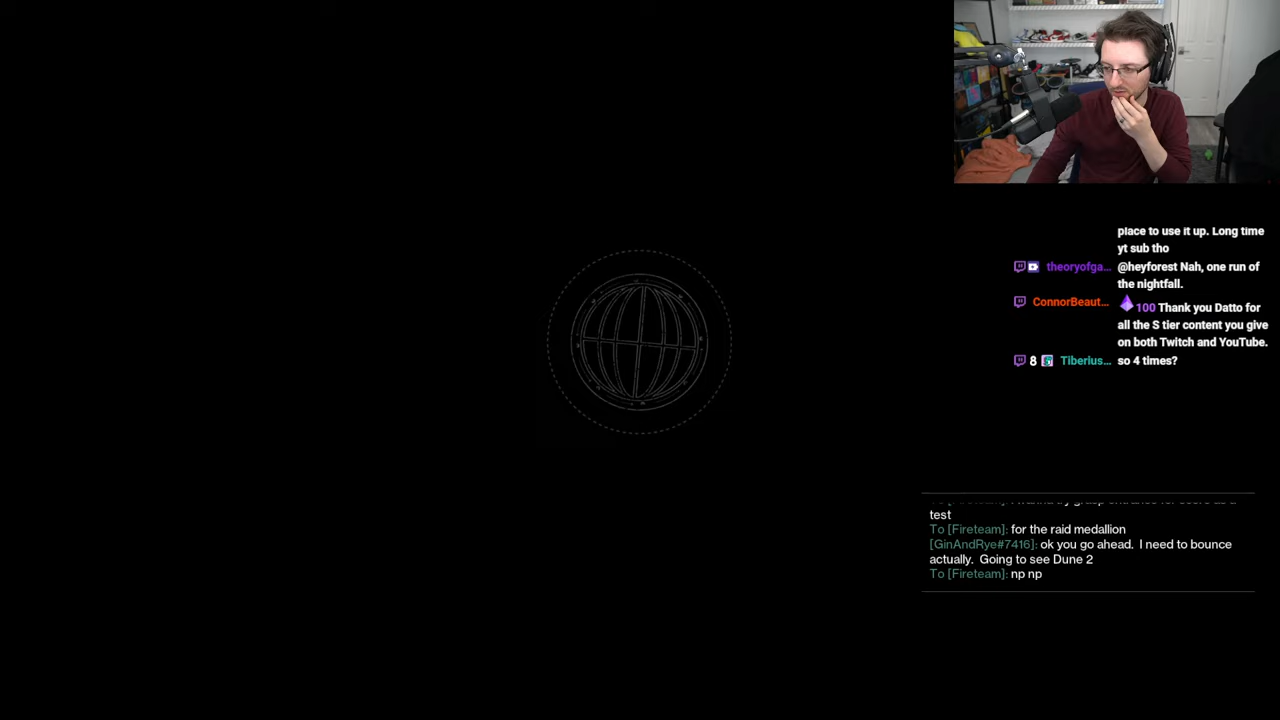 place to use it up. Long time
yt sub tho
theoryofga... @heyforest Nah, one run of
the nightfall.
ConnorBeaut... 100 Thank you Datto for
all the S tier content you give
on both Twitch and YouTube.
8 Tiberius... so 4 times?
test
To [Fireteam]: for the raid medallion
[GinAndRye#7416]: ok you go ahead. I need to bounce
actually. Going to see Dune 2
To [Fireteam]: np np